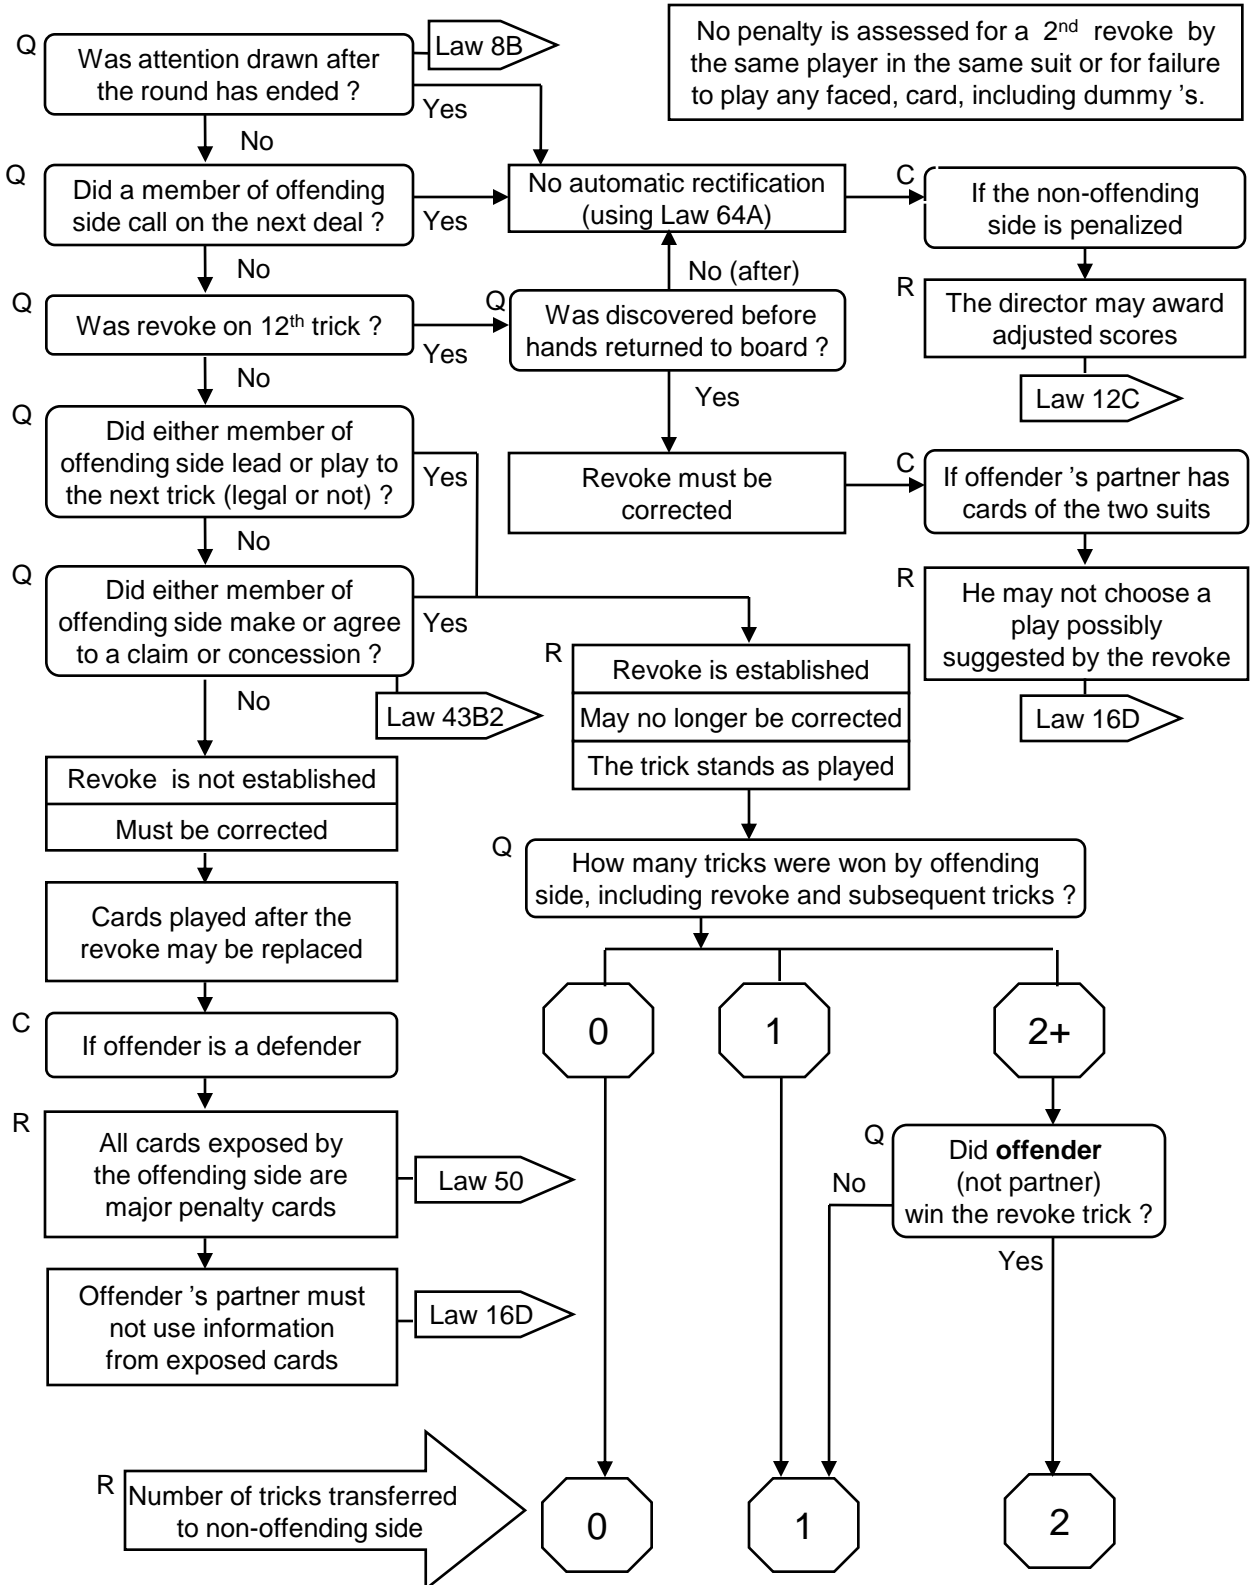 Q
Was attention drawn after
the round has ended ?
Law 8B
Yes
No
No penalty is assessed for a 2nd revoke by
the same player in the same suit or for failure
to play any faced, card, including dummy 's.
Q
Did a member of offending
side call on the next deal ?
Yes
No
No automatic rectification
(using Law 64A)
C
If the non-offending
side is penalized
R
The director may award
adjusted scores
Law 12C
Q
Was revoke on 12th trick ?
Yes
No
No (after)
Q
Was discovered before
hands returned to board ?
Yes
Revoke must be
corrected
C
If offender 's partner has
cards of the two suits
R
He may not choose a
play possibly
suggested by the revoke
Law 16D
Q
Did either member of
offending side lead or play to
the next trick (legal or not) ?
Yes
No
Q
Did either member of
offending side make or agree
to a claim or concession ?
Yes
No
Law 43B2
R
Revoke is established
May no longer be corrected
The trick stands as played
Revoke is not established
Must be corrected
Cards played after the
revoke may be replaced
C
If offender is a defender
R
All cards exposed by
the offending side are
major penalty cards
Law 50
Offender 's partner must
not use information
from exposed cards
Law 16D
Q
How many tricks were won by offending
side, including revoke and subsequent tricks ?
0
1
2+
Q
Did offender
(not partner)
win the revoke trick ?
No
Yes
R
Number of tricks transferred
to non-offending side
0
1
2